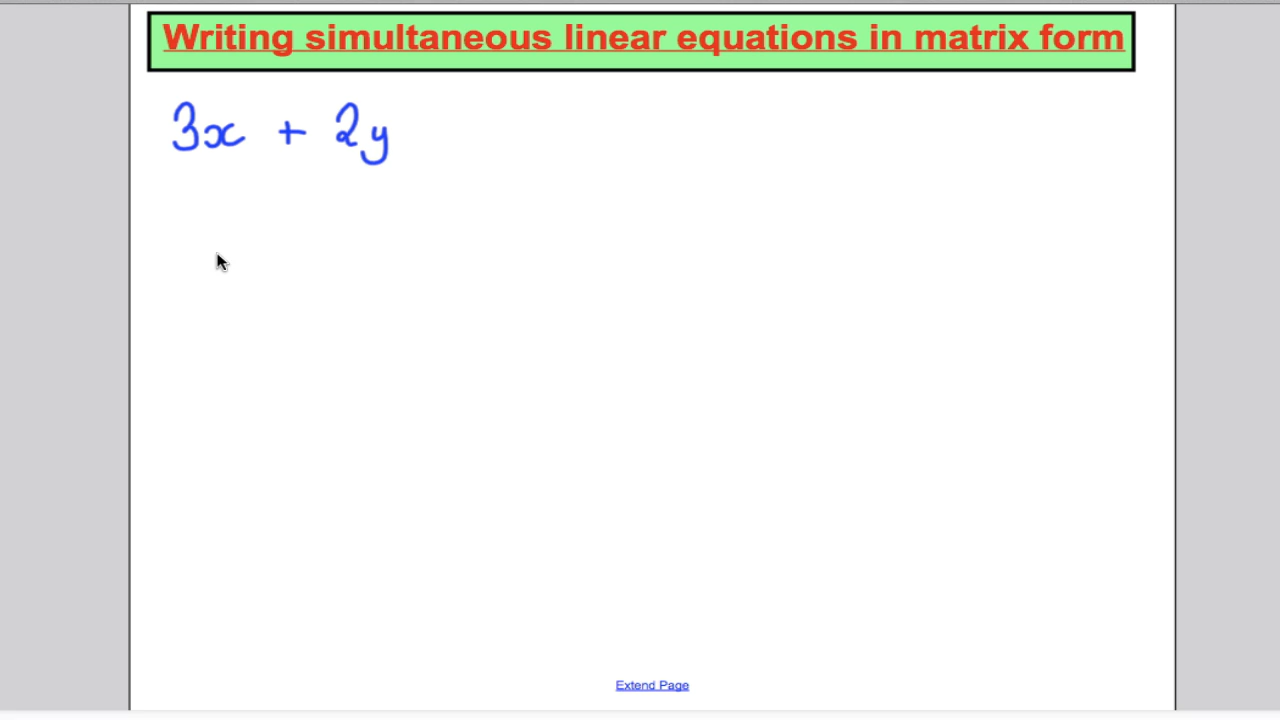 Writing simultaneous linear equations in matrix form
3x + 2y
Extend Page